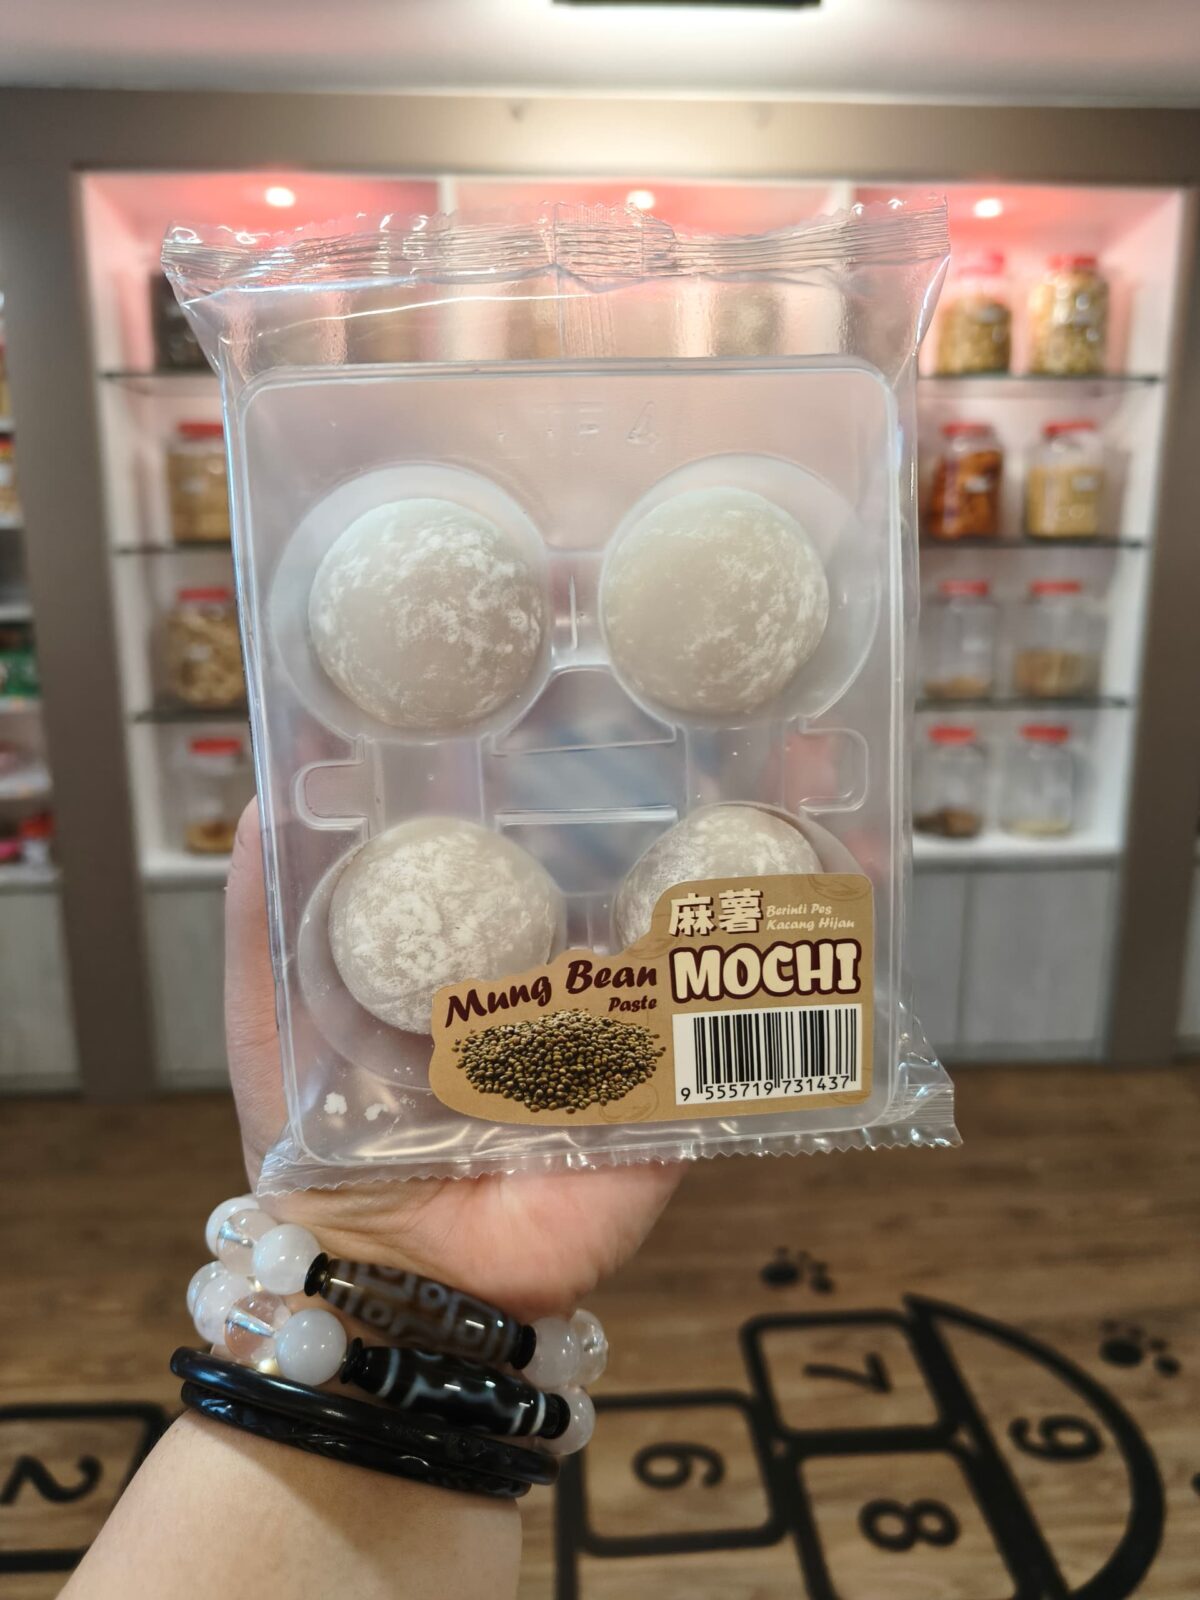 麻薯
Berinti Pes
Kacang Hijau
Mung Bean
Paste
MOCHI
9 555719 731437
2
6
7
8
9